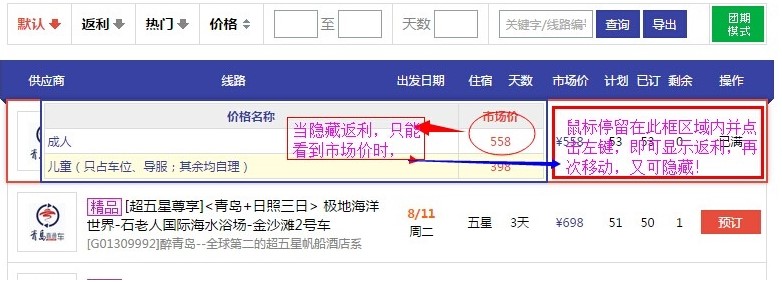 默认 返利 热门 价格 至 天数 关键字/线路编号 查询 导出 团期
模式
供应商 线路 出发日期 住宿 天数 市场价 计划 已订 剩余 操作
价格名称 市场价
成人 558
儿童（只占车位、导服；其余均自理） 398
当隐藏返利，只能
看到市场价时，
鼠标停留在此框区域内并点
击左键，即可显示返利，再
次移动，又可隐藏！
¥558 53 53 0 已满
精品 [超五星尊享]<青岛+日照三日> 极地海洋
世界-石老人国际海水浴场-金沙滩2号车
[G01309992]醉青岛--全球第二的超五星帆船酒店系
8/11
周二
五星 3天 ¥698 51 50 1 预订